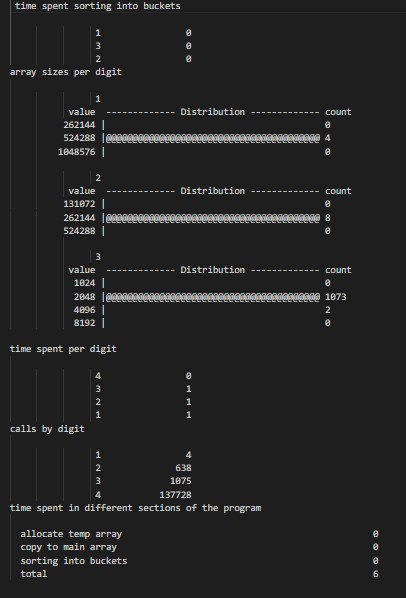 time spent sorting into buckets
1 0
3 0
2 0
array sizes per digit
1
value ------------- Distribution ------------- count
262144 | 0
524288 |@@@@@@@@@@@@@@@@@@@@@@@@@@@@@@@@@@@@@@@@ 4
1048576 | 0
2
value ------------- Distribution ------------- count
131072 | 0
262144 |@@@@@@@@@@@@@@@@@@@@@@@@@@@@@@@@@@@@@@@@ 8
524288 | 0
3
value ------------- Distribution ------------- count
1024 | 0
2048 |@@@@@@@@@@@@@@@@@@@@@@@@@@@@@@@@@@@@@@@@ 1073
4096 | 2
8192 | 0
time spent per digit
4 0
3 1
2 1
1 1
calls by digit
1 4
2 638
3 1075
4 137728
time spent in different sections of the program
allocate temp array 0
copy to main array 0
sorting into buckets 0
total 6